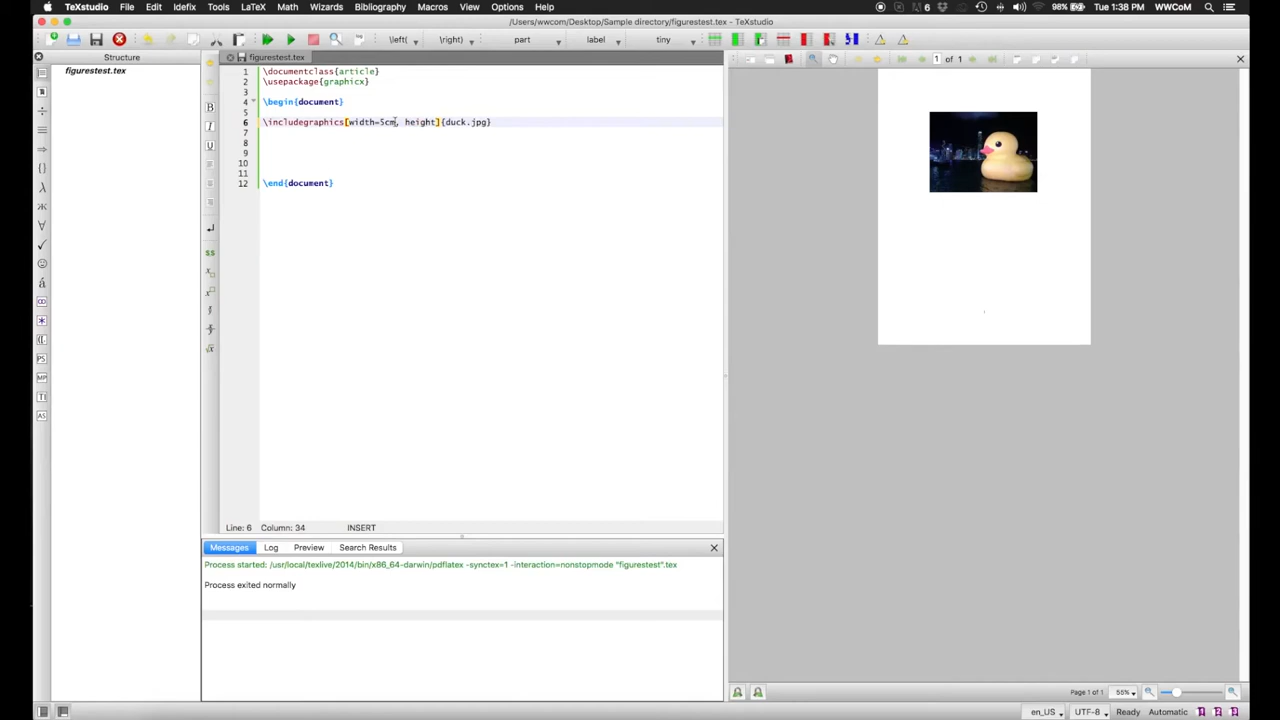 TeXstudio File Edit Idefix Tools LaTeX Math Wizards Bibliography Macros View Options Help 6 98% Tue 1:38 PM WWCom
/Users/wwcom/Desktop/Sample directory/figurestest.tex - TeXstudio
\left( \right) part label tiny
Structure
figurestest.tex
1 of 1
figurestest.tex
1 \documentclass{article}
2 \usepackage{graphicx}
3
4 \begin{document}
5
6 \includegraphics[width=5cm, height]{duck.jpg}
7
8
9
10
11
12 \end{document}
B
I
U
$$
PS
MP
TI
AS
Line: 6 Column: 34 INSERT
Messages Log Preview Search Results
Process started: /usr/local/texlive/2014/bin/x86_64-darwin/pdflatex -synctex=1 -interaction=nonstopmode "figurestest".tex
Process exited normally
Page 1 of 1 55%
en_US UTF-8 Ready Automatic